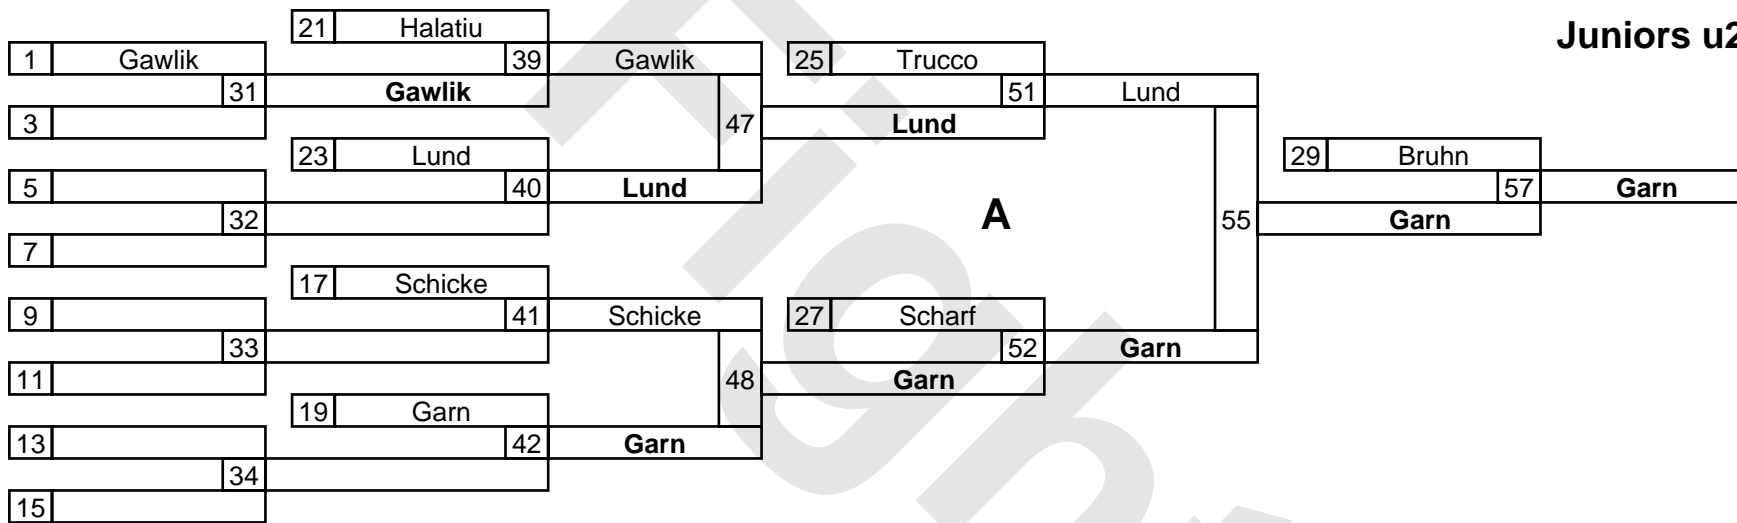 21 Halatiu
Juniors u2
1 Gawlik 39 Gawlik 25 Trucco
31 Gawlik 51 Lund
3 47 Lund
23 Lund 29 Bruhn
5 40 Lund 57 Garn
32 A 55 Garn
7
17 Schicke
9 41 Schicke 27 Scharf
33 52 Garn
11 48 Garn
19 Garn
13 42 Garn
34
15